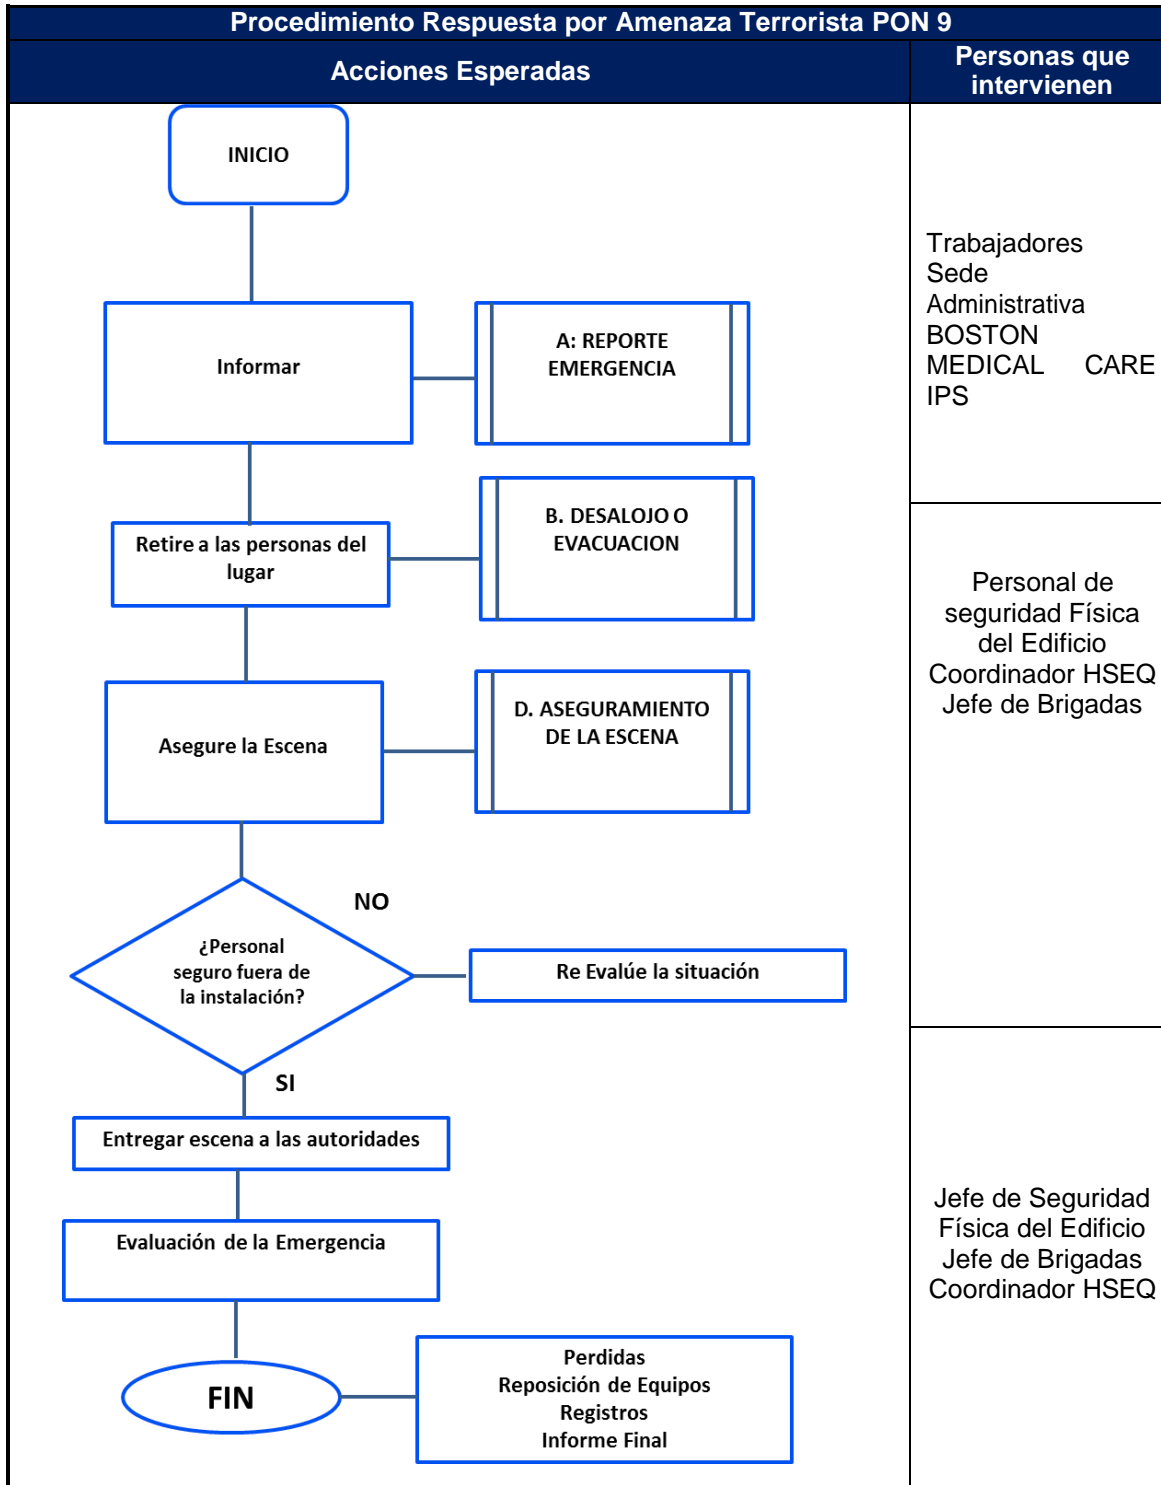 Procedimiento Respuesta por Amenaza Terrorista PON 9
Acciones Esperadas
Personas que
intervienen
INICIO
Informar
A: REPORTE
EMERGENCIA
Trabajadores
Sede
Administrativa
BOSTON
MEDICAL CARE
IPS
Retire a las personas del
lugar
B. DESALOJO O
EVACUACION
Asegure la Escena
D. ASEGURAMIENTO
DE LA ESCENA
Personal de
seguridad Física
del Edificio
Coordinador HSEQ
Jefe de Brigadas
¿Personal
seguro fuera de
la instalación?
NO
Re Evalúe la situación
SI
Entregar escena a las autoridades
Evaluación de la Emergencia
FIN
Perdidas
Reposición de Equipos
Registros
Informe Final
Jefe de Seguridad
Física del Edificio
Jefe de Brigadas
Coordinador HSEQ